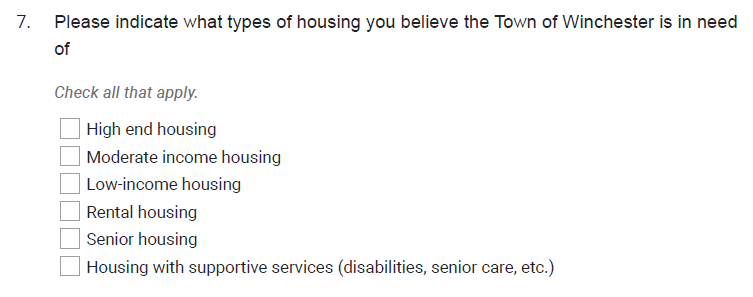 7. Please indicate what types of housing you believe the Town of Winchester is in need
of
Check all that apply.
High end housing
Moderate income housing
Low-income housing
Rental housing
Senior housing
Housing with supportive services (disabilities, senior care, etc.)